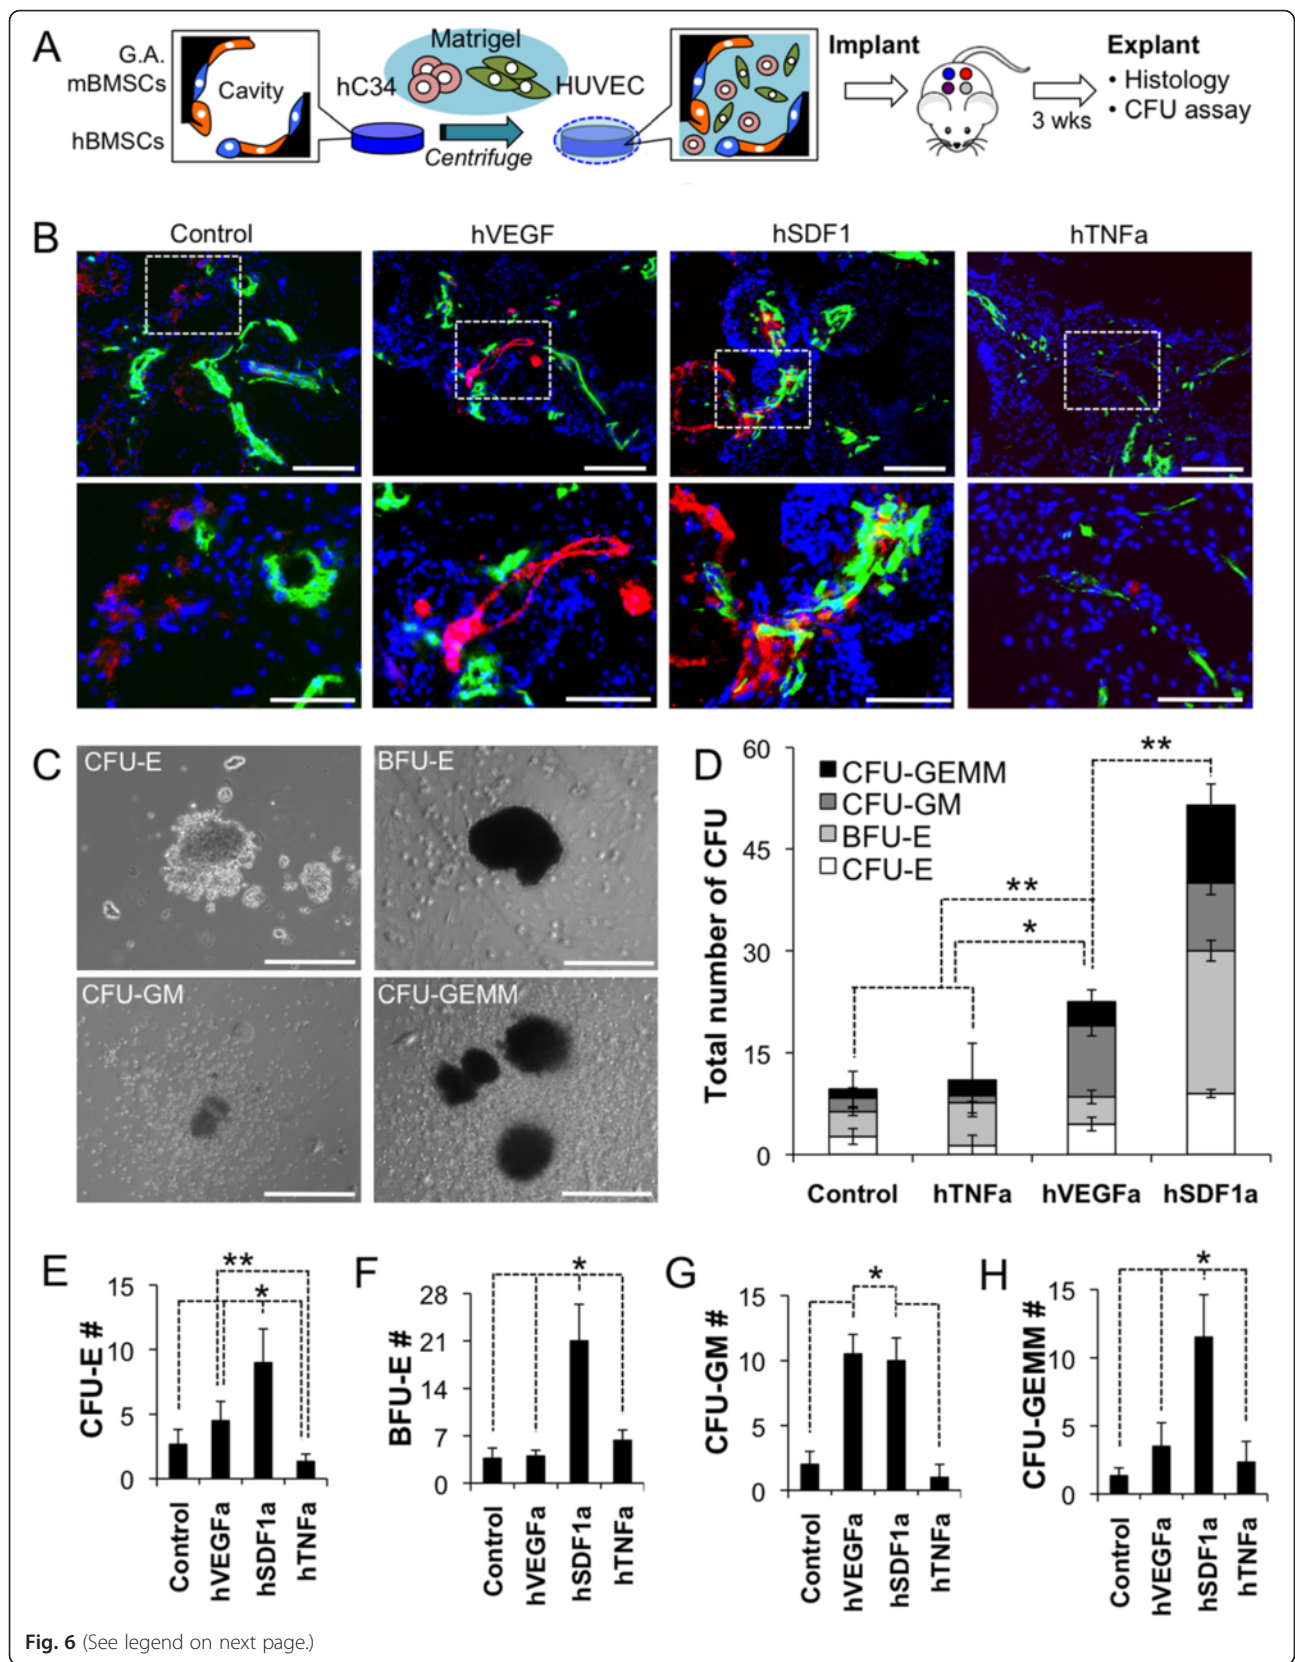 A
G.A.
mBMSCs
hBMSCs
Cavity
hC34
Matrigel
HUVEC
Centrifuge
Implant
3 wks
Explant
• Histology
• CFU assay
B
Control
hVEGF
hSDF1
hTNFa
C
CFU-E
BFU-E
CFU-GM
CFU-GEMM
D
Total number of CFU
60
45
30
15
0
CFU-GEMM
CFU-GM
BFU-E
CFU-E
**
**
*
Control
hTNFa
hVEGFa
hSDF1a
E
CFU-E #
15
10
5
0
**
*
Control
hVEGFa
hSDF1a
hTNFa
F
BFU-E #
28
21
14
7
0
*
Control
hVEGFa
hSDF1a
hTNFa
G
CFU-GM #
15
10
5
0
*
Control
hVEGFa
hSDF1a
hTNFa
H
CFU-GEMM #
15
10
5
0
*
Control
hVEGFa
hSDF1a
hTNFa
Fig. 6 (See legend on next page.)